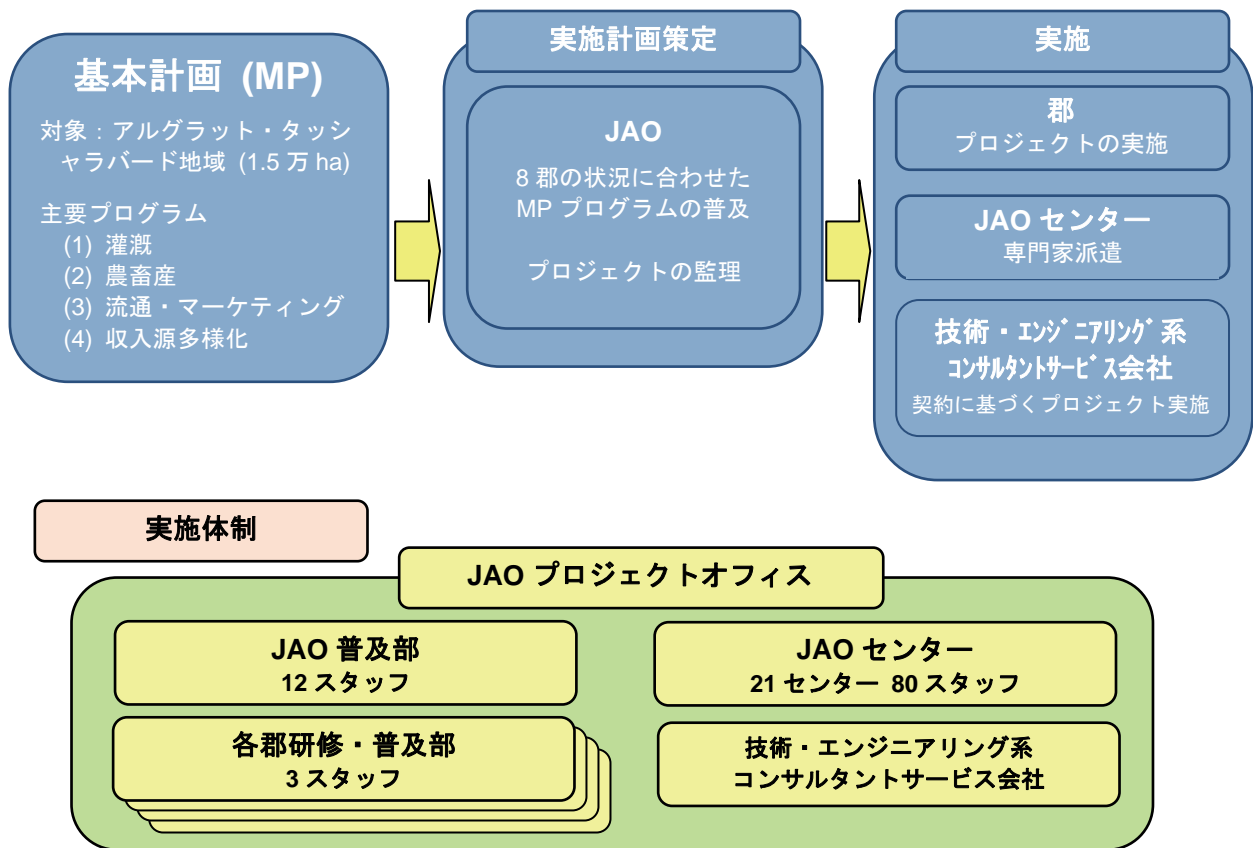 基本計画 (MP)
対象：アルグラット・タッシ
ャラバード地域 (1.5 万 ha)
主要プログラム
(1) 灌漑
(2) 農畜産
(3) 流通・マーケティング
(4) 収入源多様化
実施計画策定
JAO
8 郡の状況に合わせた
MP プログラムの普及
プロジェクトの監理
実施
郡
プロジェクトの実施
JAO センター
専門家派遣
技術・ｴﾝｼﾞﾆｱﾘﾝｸﾞ系
ｺﾝｻﾙﾀﾝﾄｻｰﾋﾞｽ会社
契約に基づくプロジェクト実施
実施体制
JAO プロジェクトオフィス
JAO 普及部
12 スタッフ
JAO センター
21 センター 80 スタッフ
各郡研修・普及部
3 スタッフ
技術・エンジニアリング系
コンサルタントサービス会社